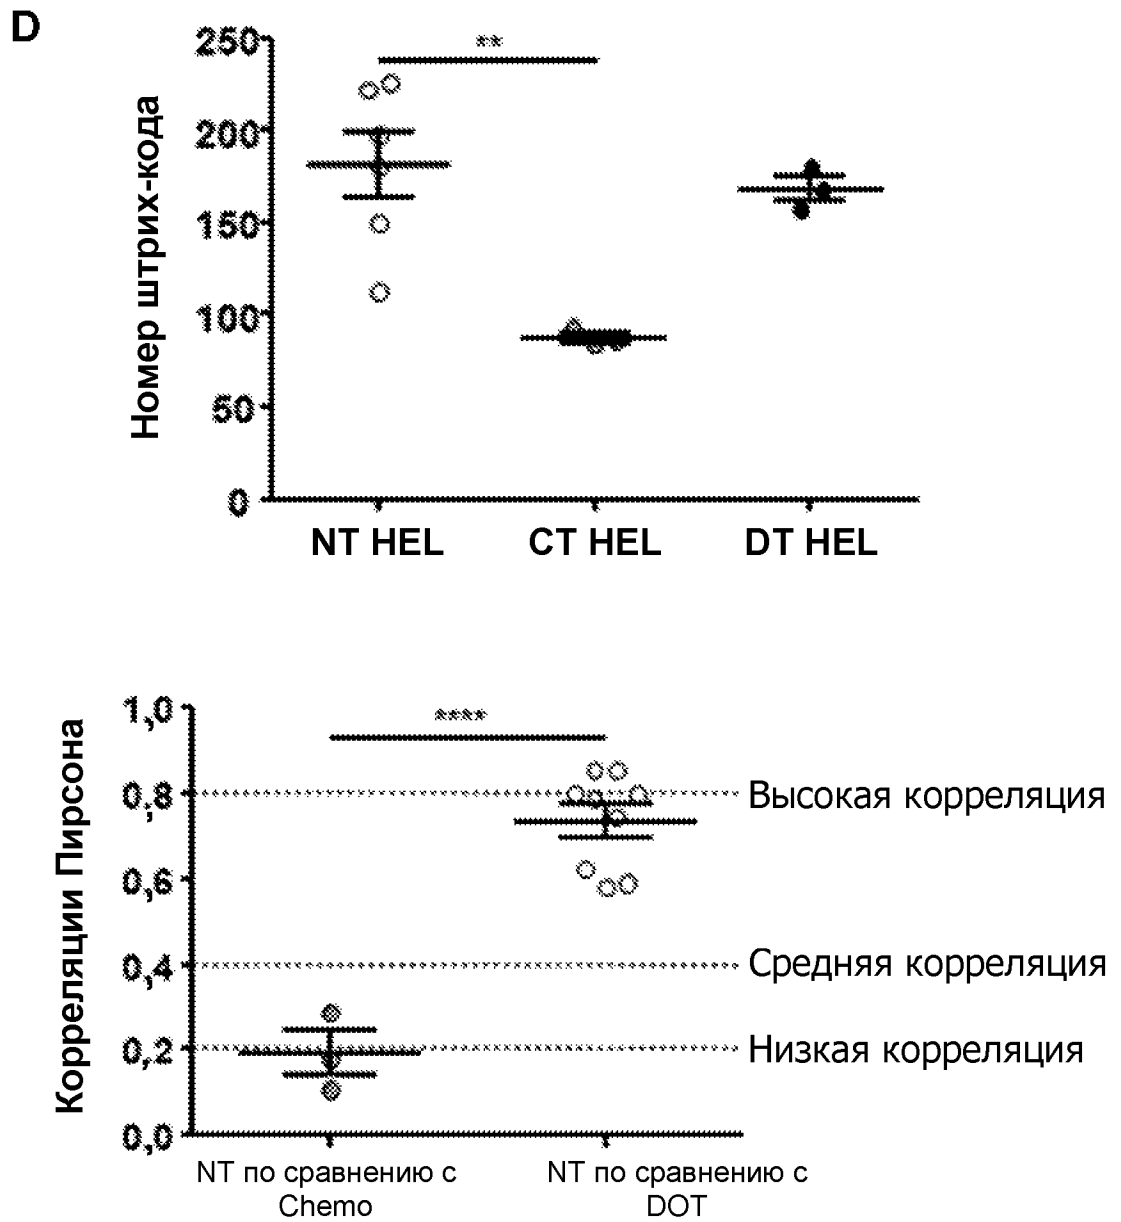 D
250
**
200
150
100
50
0
Номер штрих-кода
NT HEL CT HEL DT HEL
1,0
****
0,8
Высокая корреляция
0,6
0,4
Средняя корреляция
0,2
Низкая корреляция
0,0
Корреляции Пирсона
NT по сравнению с
Chemo
NT по сравнению с
DOT